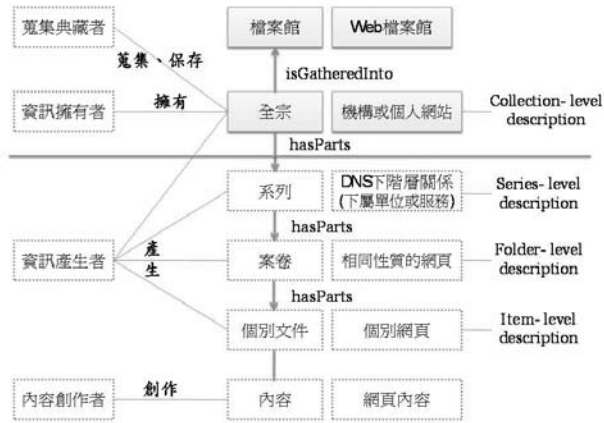 蒐集典藏者
檔案館
Web檔案館
蒐集、保存
isGatheredInto
資訊擁有者
擁有
全宗
機構或個人網站
Collection- level
description
hasParts
系列
DNS下階層關係
(下屬單位或服務)
Series- level
description
hasParts
資訊產生者
產
生
案卷
相同性質的網頁
Folder- level
description
hasParts
個別文件
個別網頁
Item- level
description
內容創作者
創作
內容
網頁內容